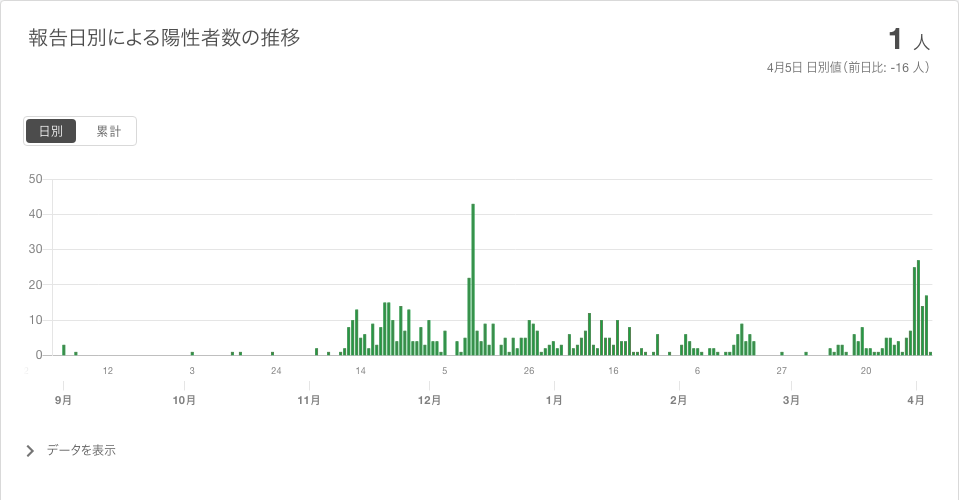 報告日別による陽性者数の推移
1 人
4月5日 日別値（前日比: -16 人）
日別 累計
50
40
30
20
10
0
2 12 3 24 14 5 26 16 6 27 20
9月 10月 11月 12月 1月 2月 3月 4月
データを表示